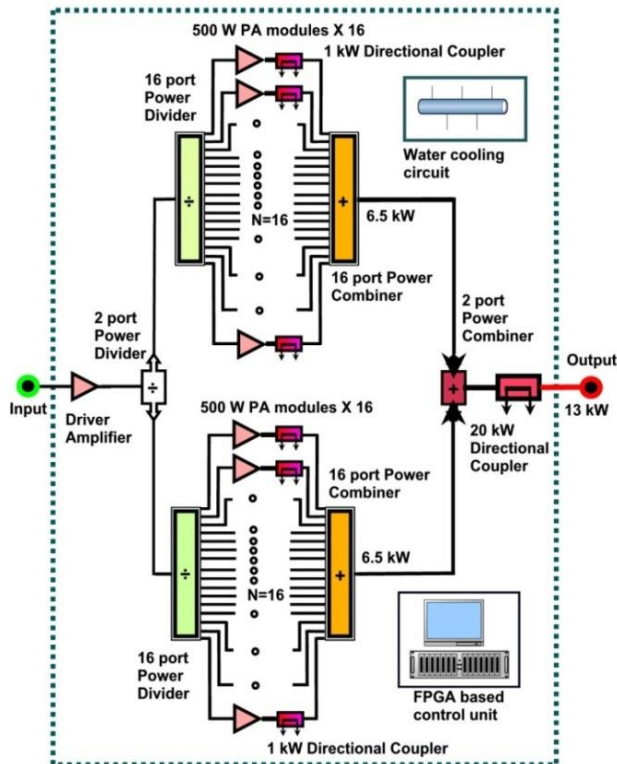 500 W PA modules X 16
1 kW Directional Coupler
16 port
Power
Divider
÷
N=16
+
6.5 kW
16 port Power
Combiner
Water cooling
circuit
2 port
Power
Divider
÷
2 port
Power
Combiner
+
Input
Driver
Amplifier
Output
13 kW
20 kW
Directional
Coupler
500 W PA modules X 16
16 port Power
Combiner
÷
N=16
+
6.5 kW
16 port
Power
Divider
1 kW Directional Coupler
FPGA based
control unit